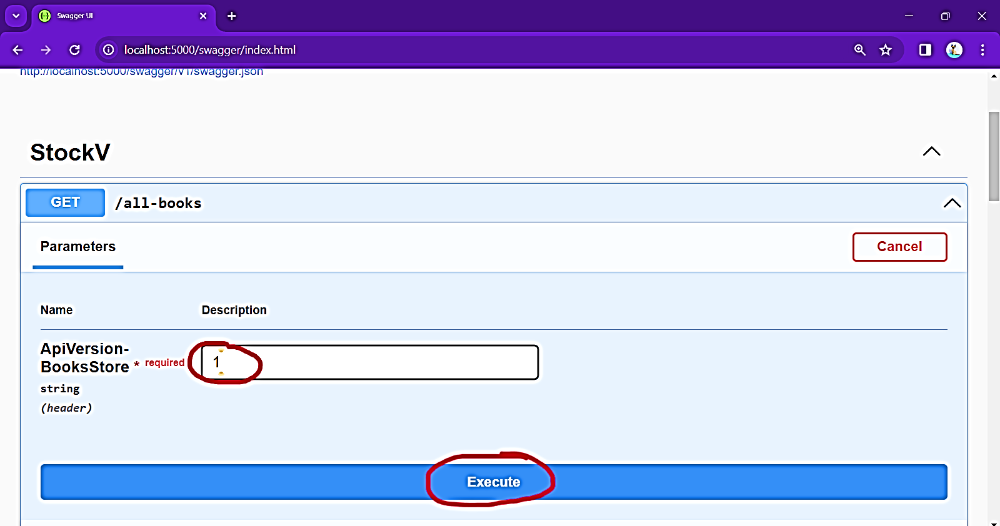 Swagger UI
localhost:5000/swagger/index.html
http://localhost:5000/swagger/v1/swagger.json
StockV
GET /all-books
Parameters
Cancel
Name Description
ApiVersion-
BooksStore * required
1
string
(header)
Execute